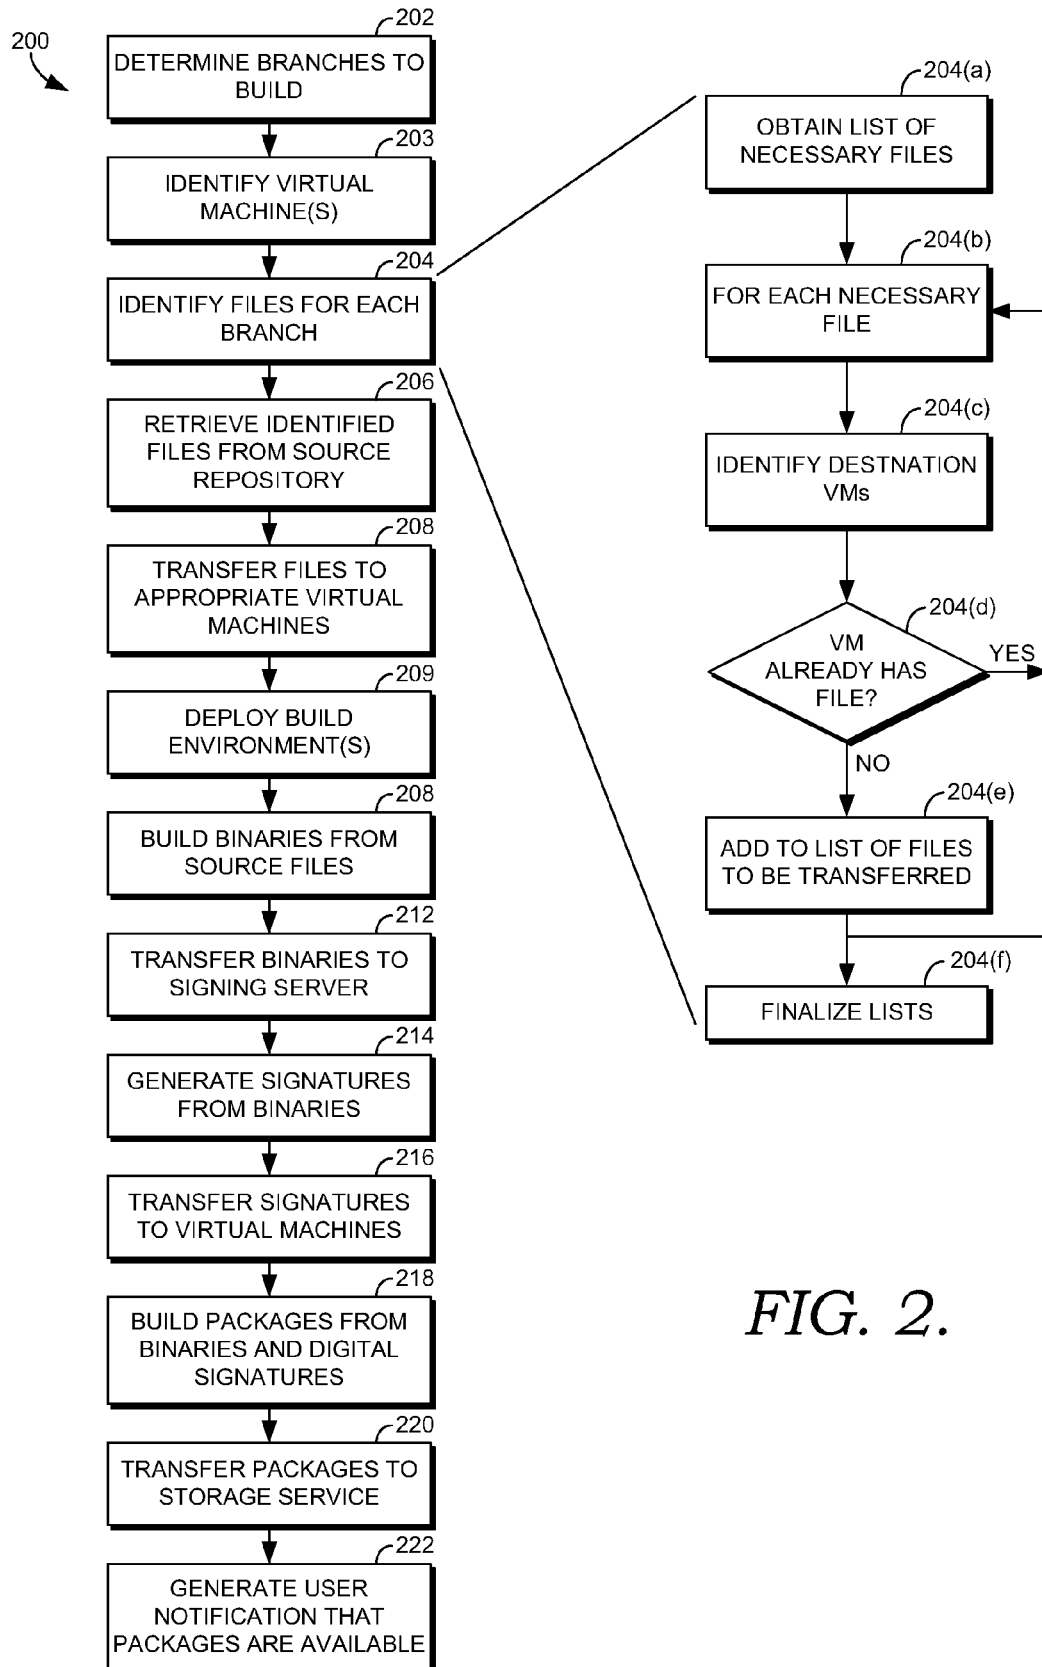 200
202
DETERMINE BRANCHES TO
BUILD
203
IDENTIFY VIRTUAL
MACHINE(S)
204
IDENTIFY FILES FOR EACH
BRANCH
206
RETRIEVE IDENTIFIED
FILES FROM SOURCE
REPOSITORY
208
TRANSFER FILES TO
APPROPRIATE VIRTUAL
MACHINES
209
DEPLOY BUILD
ENVIRONMENT(S)
208
BUILD BINARIES FROM
SOURCE FILES
212
TRANSFER BINARIES TO
SIGNING SERVER
214
GENERATE SIGNATURES
FROM BINARIES
216
TRANSFER SIGNATURES
TO VIRTUAL MACHINES
218
BUILD PACKAGES FROM
BINARIES AND DIGITAL
SIGNATURES
220
TRANSFER PACKAGES TO
STORAGE SERVICE
222
GENERATE USER
NOTIFICATION THAT
PACKAGES ARE AVAILABLE
204(a)
OBTAIN LIST OF
NECESSARY FILES
204(b)
FOR EACH NECESSARY
FILE
204(c)
IDENTIFY DESTNATION
VMs
204(d)
VM
ALREADY HAS
FILE?
YES
NO
204(e)
ADD TO LIST OF FILES
TO BE TRANSFERRED
204(f)
FINALIZE LISTS
FIG. 2.